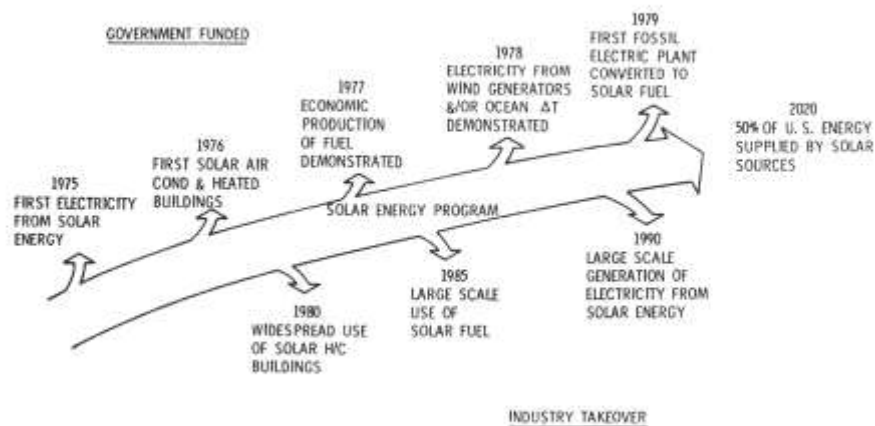 GOVERNMENT FUNDED
1979
FIRST FOSSIL
ELECTRIC PLANT
CONVERTED TO
SOLAR FUEL
1978
ELECTRICITY FROM
WIND GENERATORS
&/OR OCEAN ΔT
DEMONSTRATED
1977
ECONOMIC
PRODUCTION
OF FUEL
DEMONSTRATED
1976
FIRST SOLAR AIR
COND & HEATED
BUILDINGS
1975
FIRST ELECTRICITY
FROM SOLAR
ENERGY
2020
50% OF U.S. ENERGY
SUPPLIED BY SOLAR
SOURCES
SOLAR ENERGY PROGRAM
1980
WIDESPREAD USE
OF SOLAR H/C
BUILDINGS
1985
LARGE SCALE
USE OF
SOLAR FUEL
1990
LARGE SCALE
GENERATION OF
ELECTRICITY FROM
SOLAR ENERGY
INDUSTRY TAKEOVER